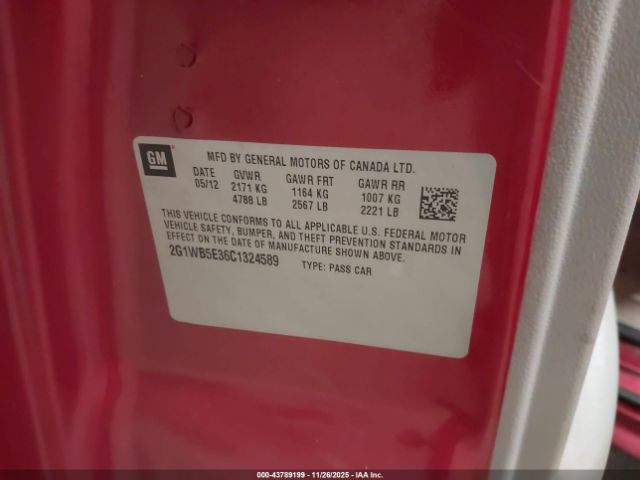 GM
MFD BY GENERAL MOTORS OF CANADA LTD.
DATE GVWR GAWR FRT GAWR RR
05/12 2171 KG 1164 KG 1007 KG
4788 LB 2567 LB 2221 LB
THIS VEHICLE CONFORMS TO ALL APPLICABLE U.S. FEDERAL MOTOR
VEHICLE SAFETY, BUMPER, AND THEFT PREVENTION STANDARDS IN
EFFECT ON THE DATE OF MANUFACTURE SHOWN ABOVE.
2G1WB5E36C1324589 TYPE: PASS CAR
000-43789199 | 11/26/2025 - IAA Inc.